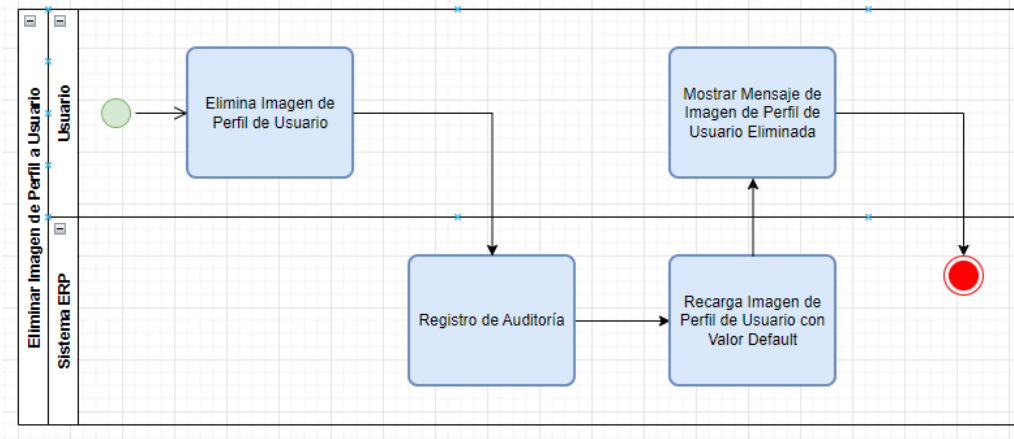 Eliminar Imagen de Perfil a Usuario
Usuario
Elimina Imagen de
Perfil de Usuario
Mostrar Mensaje de
Imagen de Perfil de
Usuario Eliminada
Sistema ERP
Registro de Auditoría
Recarga Imagen de
Perfil de Usuario con
Valor Default